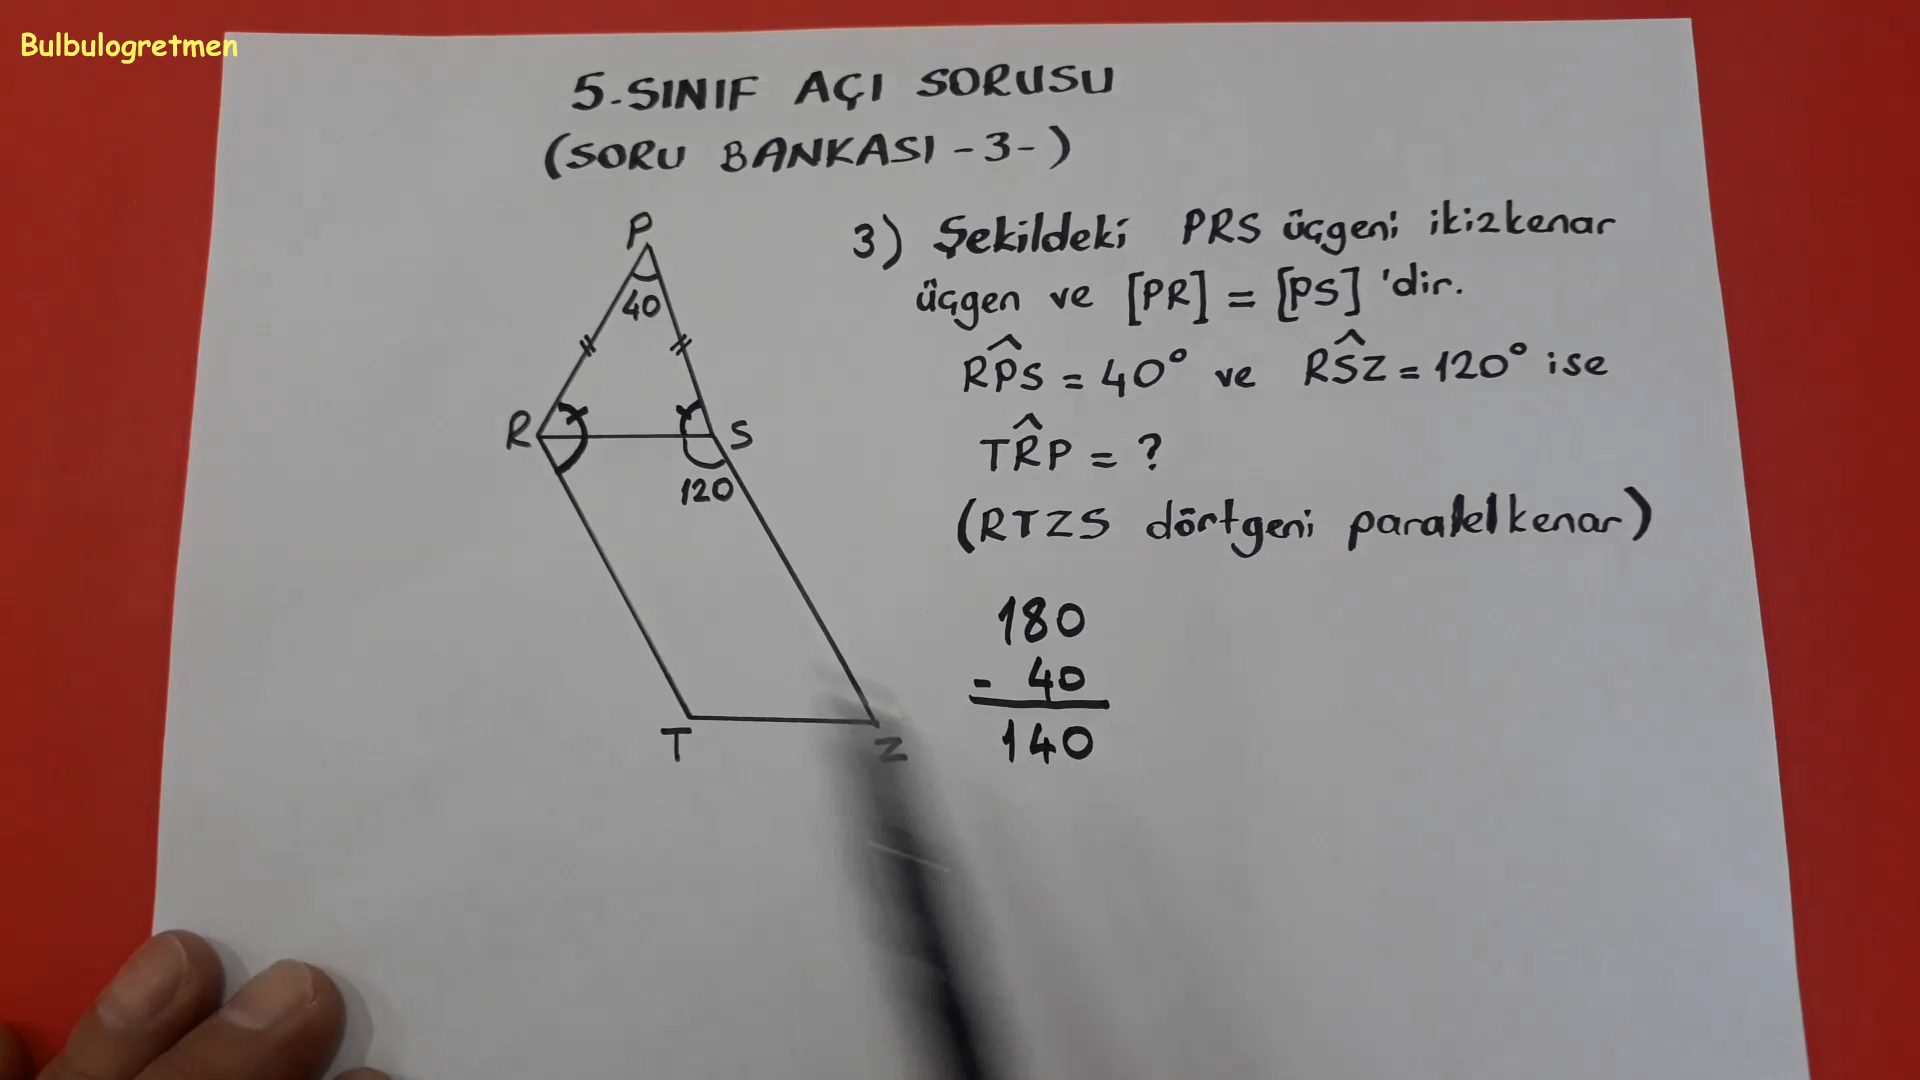 Bulbulogretmen
5.SINIF AÇI SORUSU
(SORU BANKASI -3-)
P
40
R
S
120
T
Z
3) Şekildeki PRS üçgeni ikizkenar
üçgen ve [PR] = [PS] 'dir.
RP̂S = 40° ve RŜZ = 120° ise
TR̂P = ?
(RTZS dörtgeni paralelkenar)
180
- 40
140